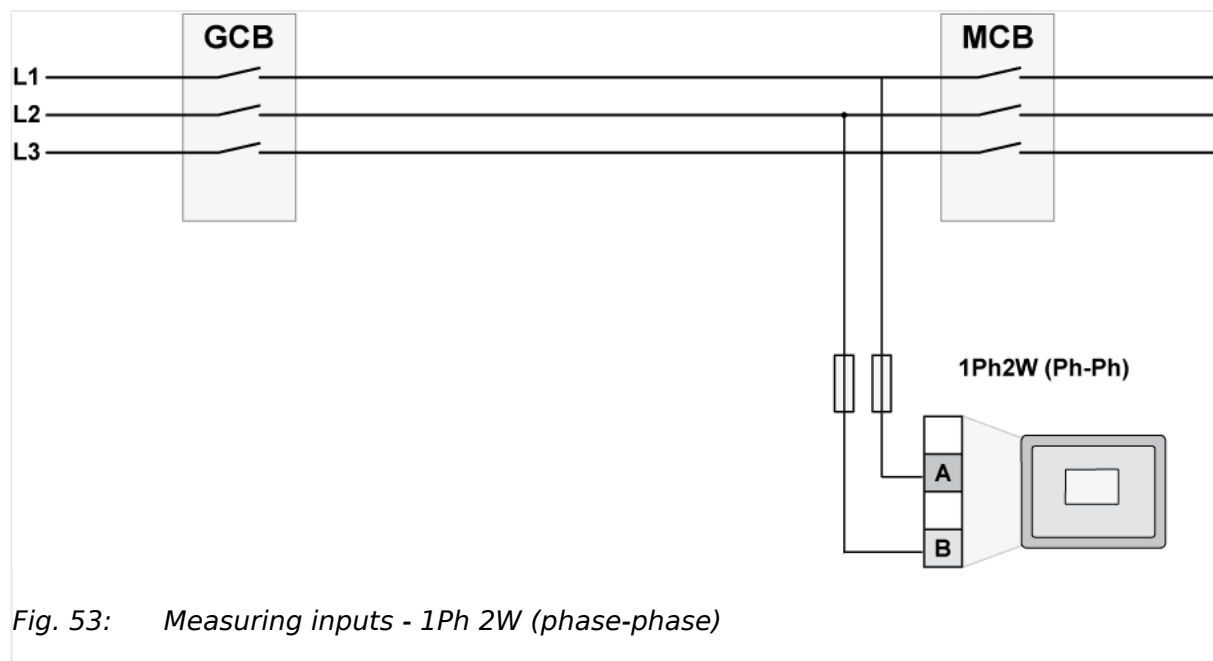 GCB
MCB
L1
L2
L3
1Ph2W (Ph-Ph)
A
B
Fig. 53: Measuring inputs - 1Ph 2W (phase-phase)